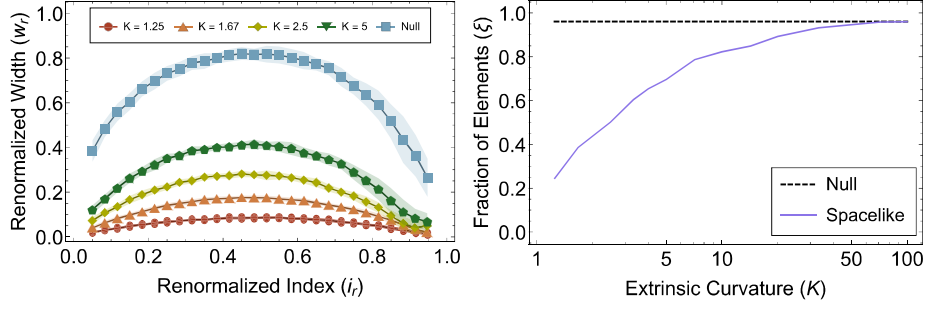 K = 1.25 K = 1.67 K = 2.5 K = 5 Null
Renormalized Width (wᵣ)
1.0
0.8
0.6
0.4
0.2
0.0
0.0 0.2 0.4 0.6 0.8 1.0
Renormalized Index (iᵣ)
Fraction of Elements (ξ)
1.0
0.8
0.6
0.4
0.2
0.0
Null
Spacelike
1 5 10 50 100
Extrinsic Curvature (K)